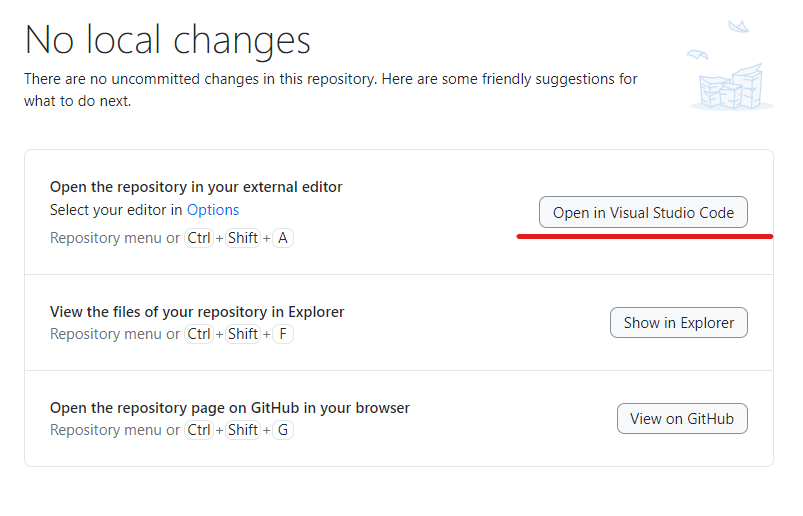 No local changes
There are no uncommitted changes in this repository. Here are some friendly suggestions for
what to do next.
Open the repository in your external editor
Select your editor in Options
Repository menu or Ctrl + Shift + A
Open in Visual Studio Code
View the files of your repository in Explorer
Repository menu or Ctrl + Shift + F
Show in Explorer
Open the repository page on GitHub in your browser
Repository menu or Ctrl + Shift + G
View on GitHub